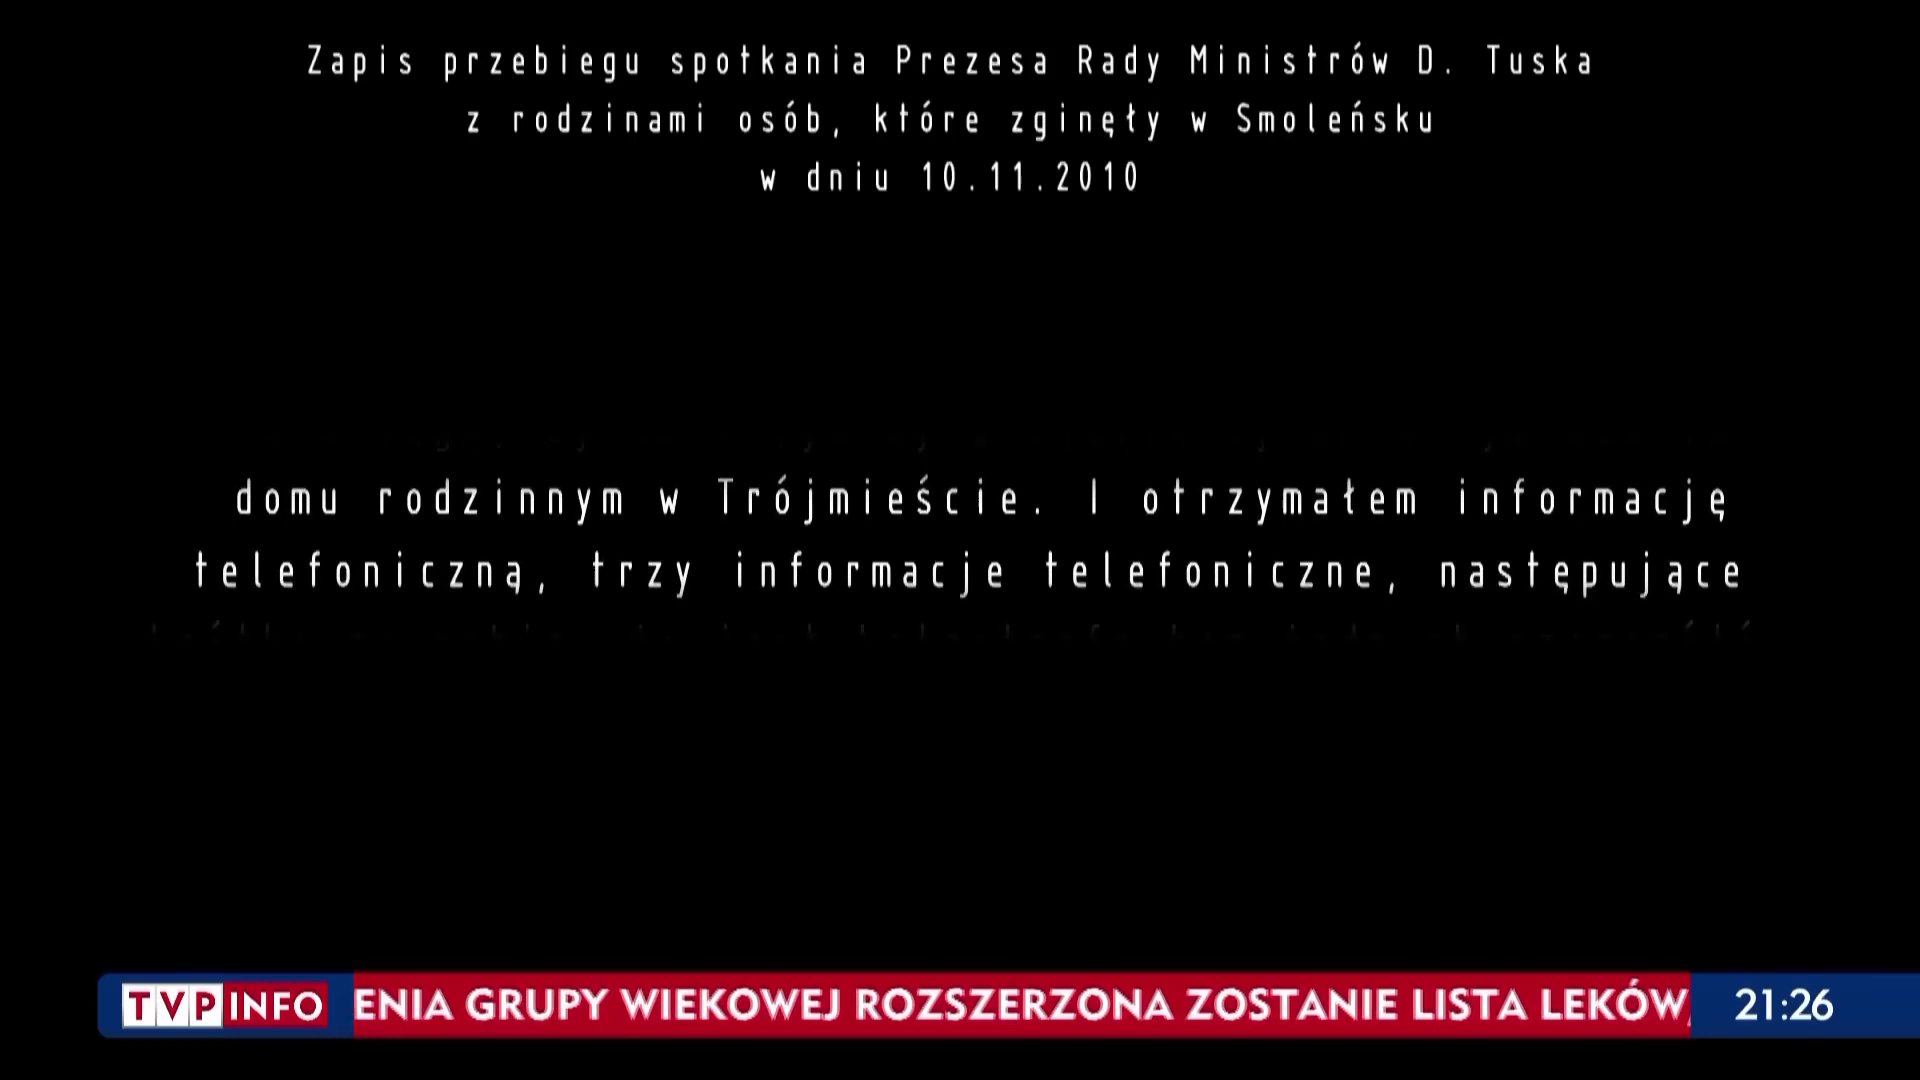 Zapis przebiegu spotkania Prezesa Rady Ministrów D. Tuska
z rodzinami osób, które zginęły w Smoleńsku
w dniu 10.11.2010
domu rodzinnym w Trójmieście. I otrzymałem informację
telefoniczną, trzy informacje telefoniczne, następujące
TVP INFO ENIA GRUPY WIEKOWEJ ROZSZERZONA ZOSTANIE LISTA LEKÓW, 21:26